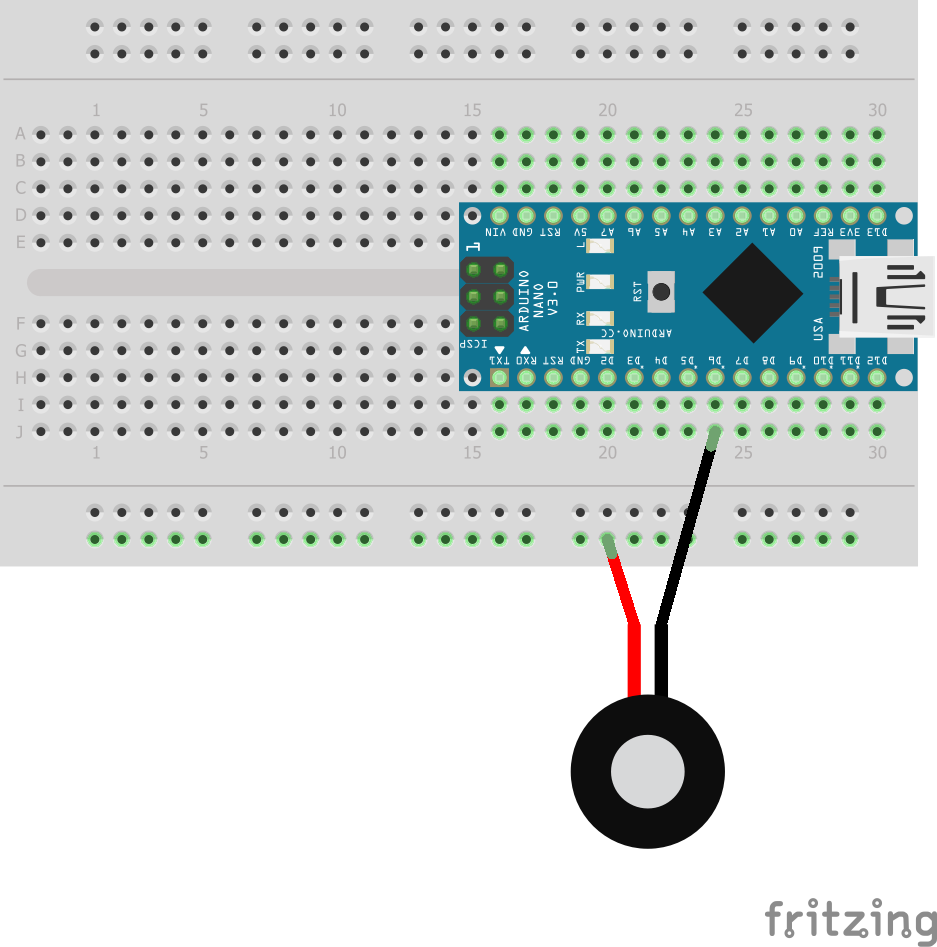 1 5 10 15 20 25 30
A
B
C
D
E
VIN GND RST 5V A7 A6 A5 A4 A3 A2 A1 A0 REF 3V3 D13
1
L
PWR
RX
TX
ARDUINO
NANO
V3.0
RST
ARDUINO.CC
2009
USA
ICSP
TX1 RX0 RST GND D2 D3* D4 D5* D6* D7 D8 D9* D10* D11* D12
F
G
H
I
J
1 5 10 15 20 25 30
fritzing